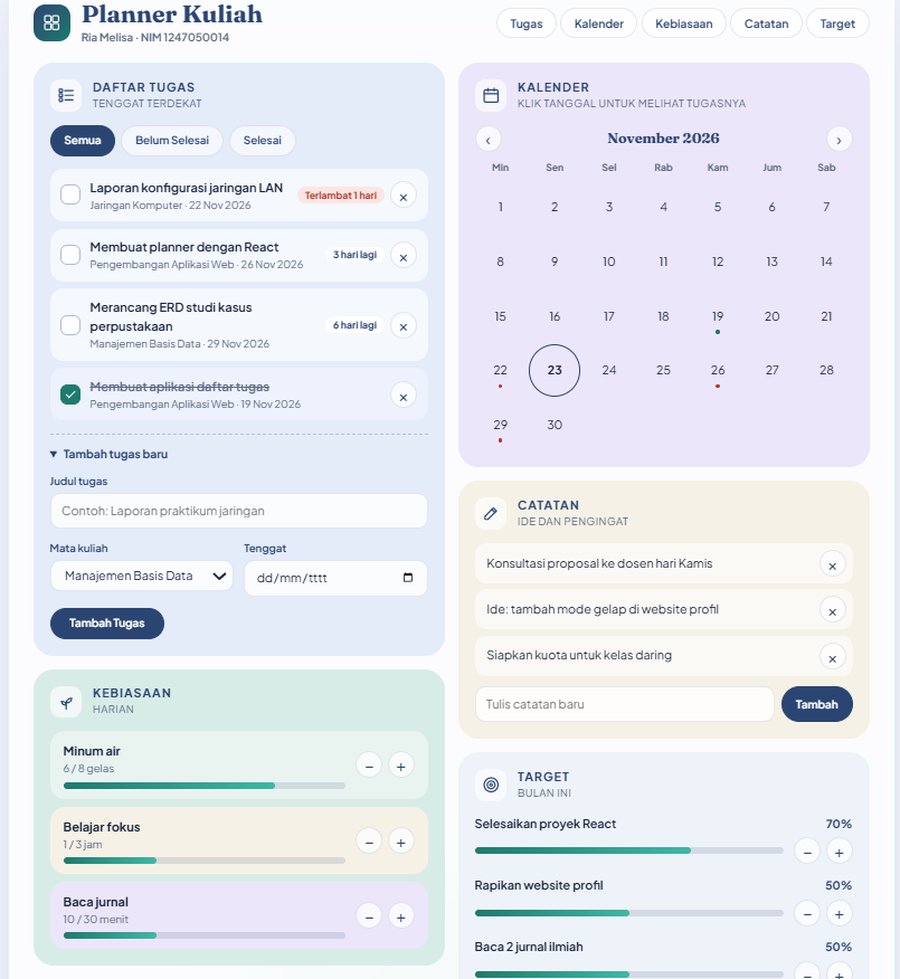 Planner Kuliah
Ria Melisa · NIM 1247050014
Tugas
Kalender
Kebiasaan
Catatan
Target
DAFTAR TUGAS
TENGGAT TERDEKAT
Semua
Belum Selesai
Selesai
Laporan konfigurasi jaringan LAN
Jaringan Komputer · 22 Nov 2026
Terlambat 1 hari
×
Membuat planner dengan React
Pengembangan Aplikasi Web · 26 Nov 2026
3 hari lagi
×
Merancang ERD studi kasus
perpustakaan
Manajemen Basis Data · 29 Nov 2026
6 hari lagi
×
Membuat aplikasi daftar tugas
Pengembangan Aplikasi Web · 19 Nov 2026
×
▼ Tambah tugas baru
Judul tugas
Contoh: Laporan praktikum jaringan
Mata kuliah
Tenggat
Manajemen Basis Data
dd/mm/tttt
Tambah Tugas
KEBIASAAN
HARIAN
Minum air
6 / 8 gelas
− +
Belajar fokus
1 / 3 jam
− +
Baca jurnal
10 / 30 menit
− +
KALENDER
KLIK TANGGAL UNTUK MELIHAT TUGASNYA
‹ November 2026 ›
Min Sen Sel Rab Kam Jum Sab
1 2 3 4 5 6 7
8 9 10 11 12 13 14
15 16 17 18 19 20 21
22 23 24 25 26 27 28
29 30
CATATAN
IDE DAN PENGINGAT
Konsultasi proposal ke dosen hari Kamis
×
Ide: tambah mode gelap di website profil
×
Siapkan kuota untuk kelas daring
×
Tulis catatan baru
Tambah
TARGET
BULAN INI
Selesaikan proyek React 70%
− +
Rapikan website profil 50%
− +
Baca 2 jurnal ilmiah 50%
− +